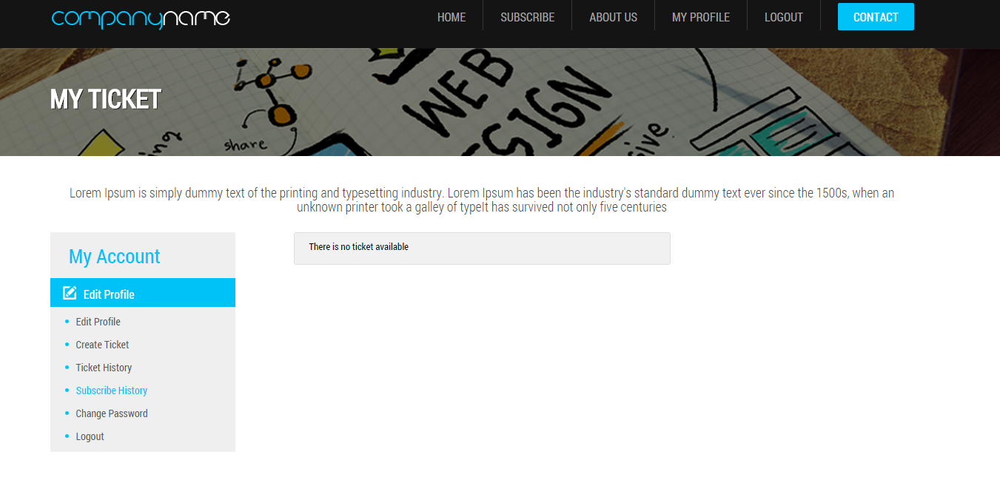 companyname
HOME
SUBSCRIBE
ABOUT US
MY PROFILE
LOGOUT
CONTACT
MY TICKET
WEB
share
Lorem Ipsum is simply dummy text of the printing and typesetting industry. Lorem Ipsum has been the industry's standard dummy text ever since the 1500s, when an
unknown printer took a galley of typeIt has survived not only five centuries
My Account
Edit Profile
Edit Profile
Create Ticket
Ticket History
Subscribe History
Change Password
Logout
There is no ticket available